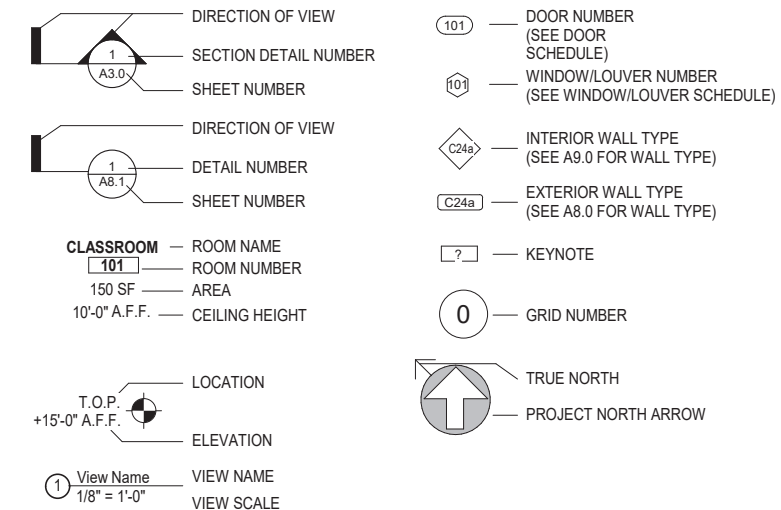 DIRECTION OF VIEW
1
SECTION DETAIL NUMBER
A3.0
SHEET NUMBER
DIRECTION OF VIEW
1
DETAIL NUMBER
A8.1
SHEET NUMBER
CLASSROOM
ROOM NAME
101
ROOM NUMBER
150 SF
AREA
10'-0" A.F.F.
CEILING HEIGHT
LOCATION
T.O.P.
+15'-0" A.F.F.
ELEVATION
1
View Name
VIEW NAME
1/8" = 1'-0"
VIEW SCALE
101
DOOR NUMBER
(SEE DOOR
SCHEDULE)
101
WINDOW/LOUVER NUMBER
(SEE WINDOW/LOUVER SCHEDULE)
C24a
INTERIOR WALL TYPE
(SEE A9.0 FOR WALL TYPE)
C24a
EXTERIOR WALL TYPE
(SEE A8.0 FOR WALL TYPE)
?
KEYNOTE
0
GRID NUMBER
TRUE NORTH
PROJECT NORTH ARROW